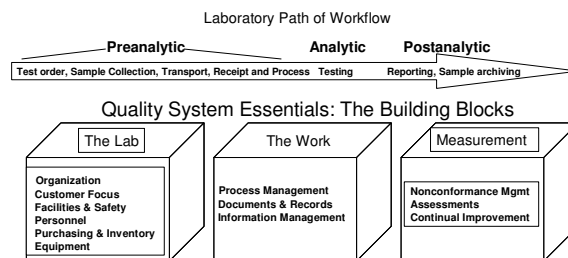 Laboratory Path of Workflow
Preanalytic Analytic Postanalytic
Test order, Sample Collection, Transport, Receipt and Process Testing Reporting, Sample archiving
Quality System Essentials: The Building Blocks
The Lab
Organization
Customer Focus
Facilities & Safety
Personnel
Purchasing & Inventory
Equipment
The Work
Process Management
Documents & Records
Information Management
Measurement
Nonconformance Mgmt
Assessments
Continual Improvement